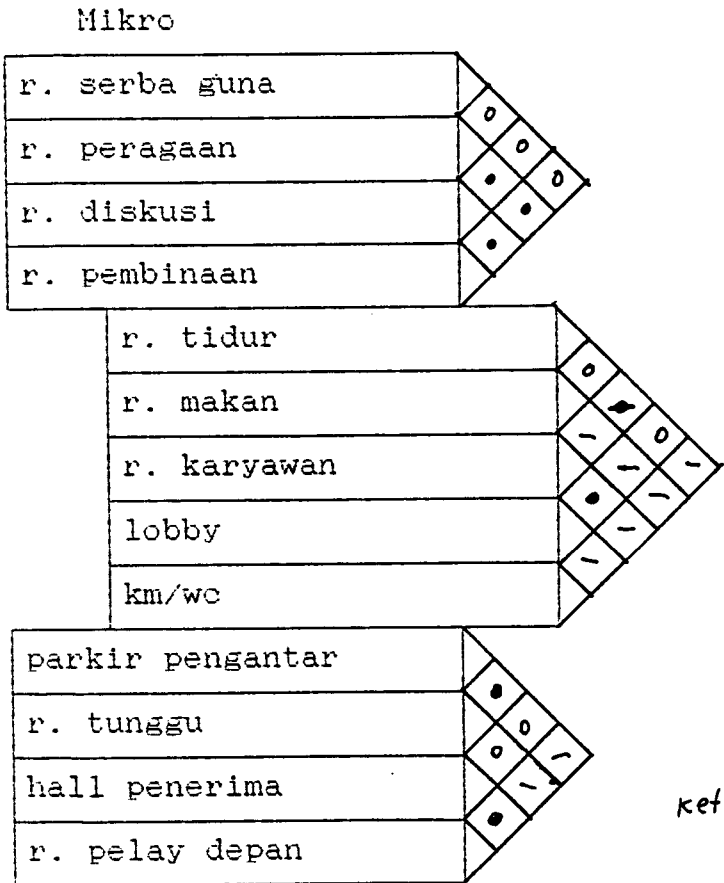 Mikro
r. serba guna
r. peragaan
r. diskusi
r. pembinaan
r. tidur
r. makan
r. karyawan
lobby
km/wc
parkir pengantar
r. tunggu
hall penerima
r. pelay depan
ket